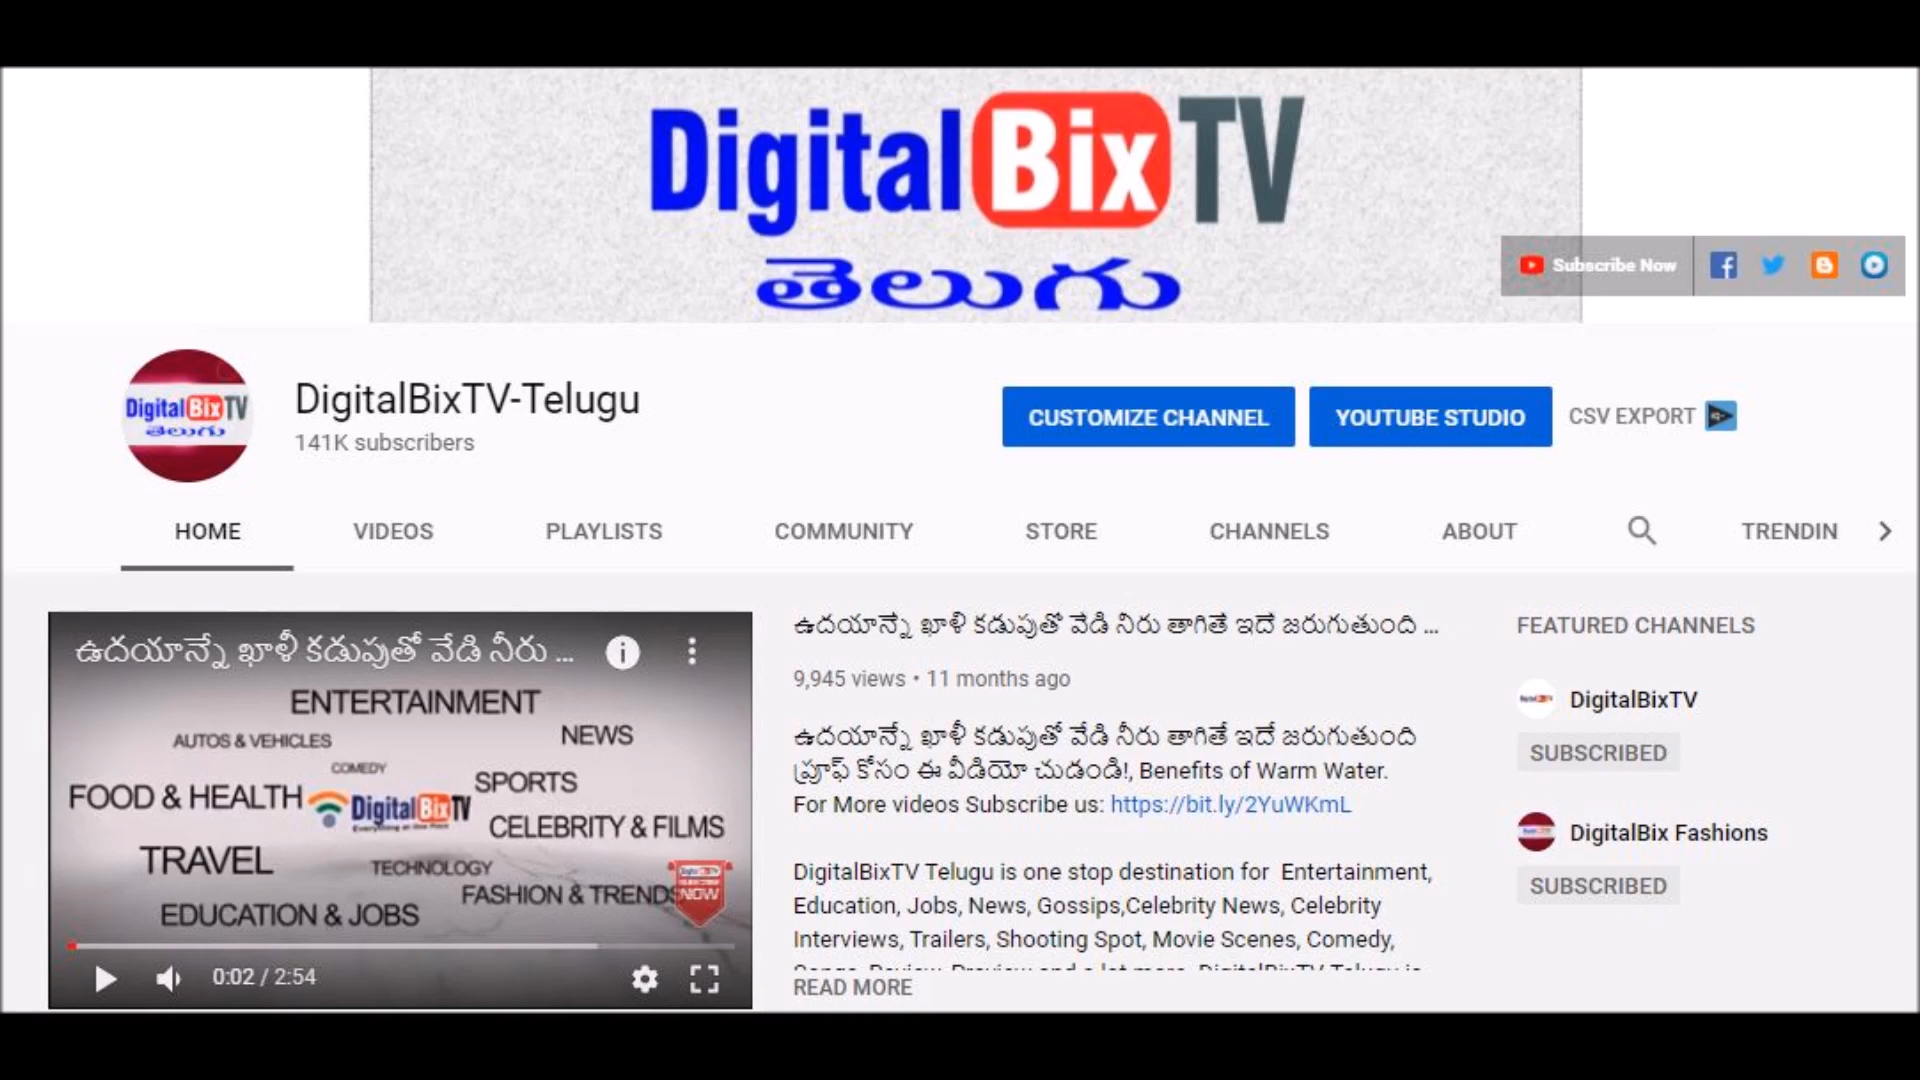 DigitalBixTV
తెలుగు
Subscribe Now
DigitalBixTV
తెలుగు
DigitalBixTV-Telugu
141K subscribers
CUSTOMIZE CHANNEL
YOUTUBE STUDIO
CSV EXPORT
HOME
VIDEOS
PLAYLISTS
COMMUNITY
STORE
CHANNELS
ABOUT
TRENDIN
ఉదయాన్నే ఖాళీ కడుపుతో వేడి నీరు ...
ENTERTAINMENT
AUTOS & VEHICLES
NEWS
COMEDY
SPORTS
FOOD & HEALTH
DigitalBixTV
CELEBRITY & FILMS
TRAVEL
TECHNOLOGY
FASHION & TRENDS
NOW
EDUCATION & JOBS
0:02 / 2:54
ఉదయాన్నే ఖాళీ కడుపుతో వేడి నీరు తాగితే ఇదే జరుగుతుంది ...
9,945 views • 11 months ago
ఉదయాన్నే ఖాళీ కడుపుతో వేడి నీరు తాగితే ఇదే జరుగుతుంది
ప్రూఫ్ కోసం ఈ వీడియో చుడండి!, Benefits of Warm Water.
For More videos Subscribe us: https://bit.ly/2YuWKmL
DigitalBixTV Telugu is one stop destination for Entertainment,
Education, Jobs, News, Gossips,Celebrity News, Celebrity
Interviews, Trailers, Shooting Spot, Movie Scenes, Comedy,
READ MORE
FEATURED CHANNELS
DigitalBixTV
SUBSCRIBED
DigitalBix Fashions
SUBSCRIBED